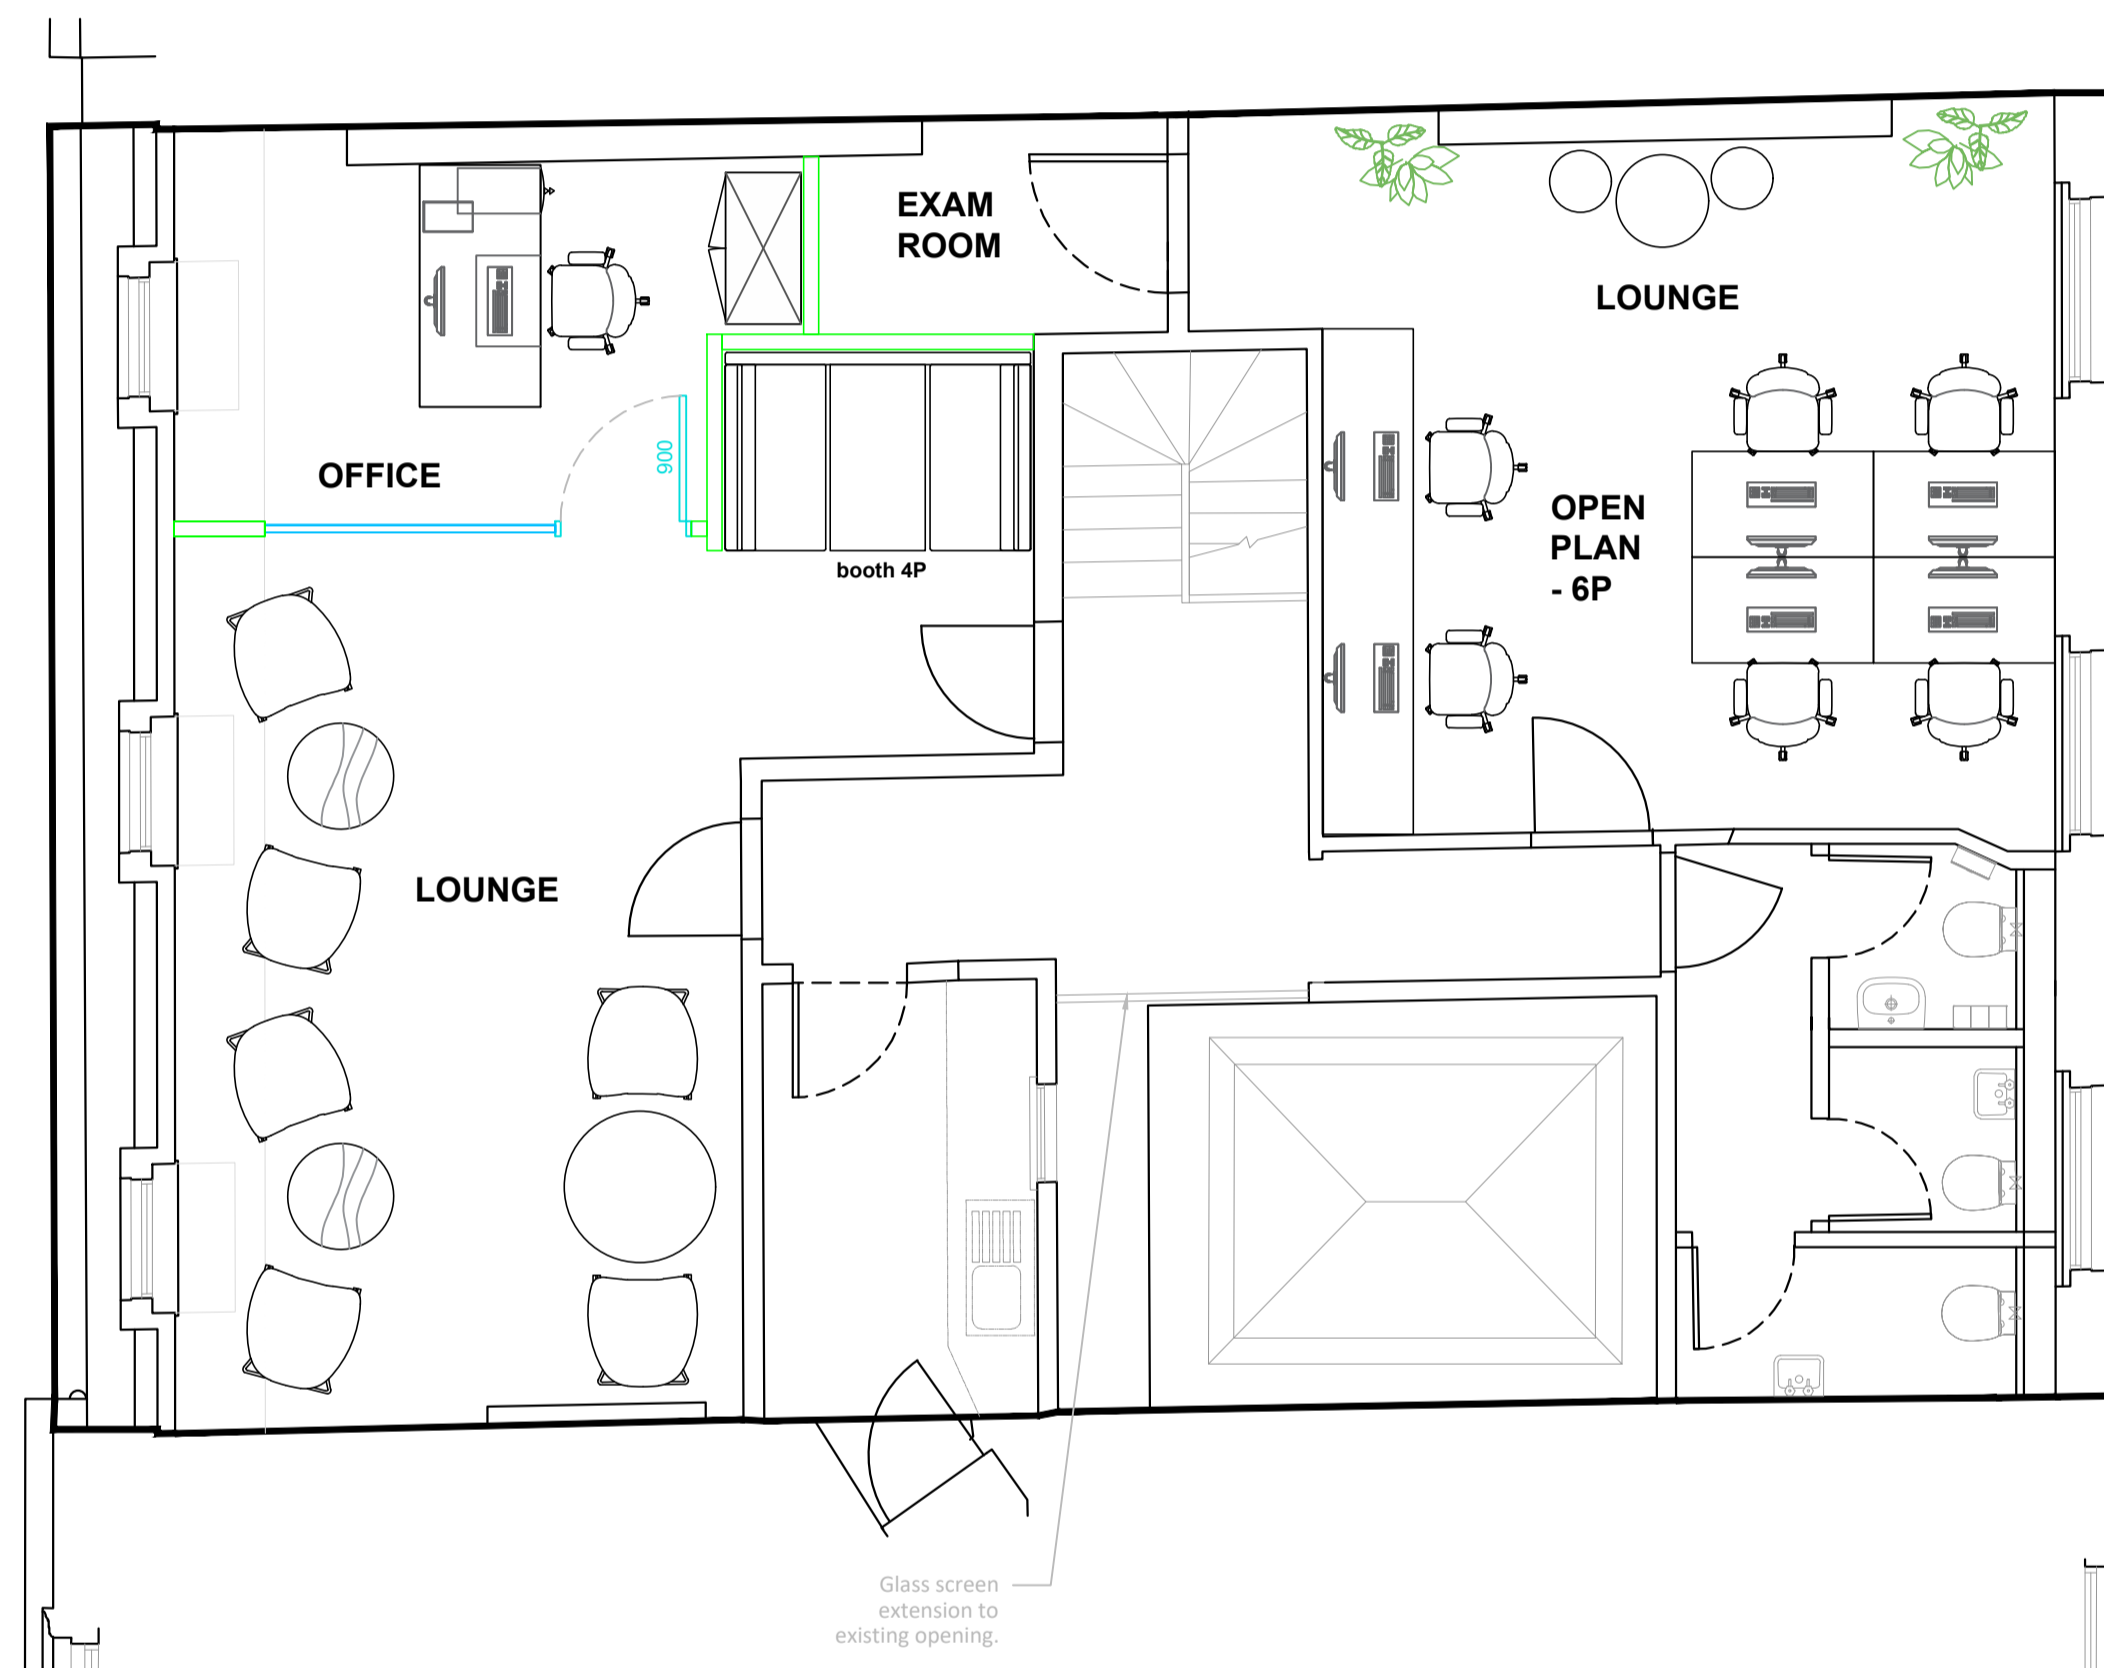 EXAM
ROOM
LOUNGE
900
OFFICE
OPEN
PLAN
- 6P
booth 4P
LOUNGE
Glass screen
extension to
existing opening.